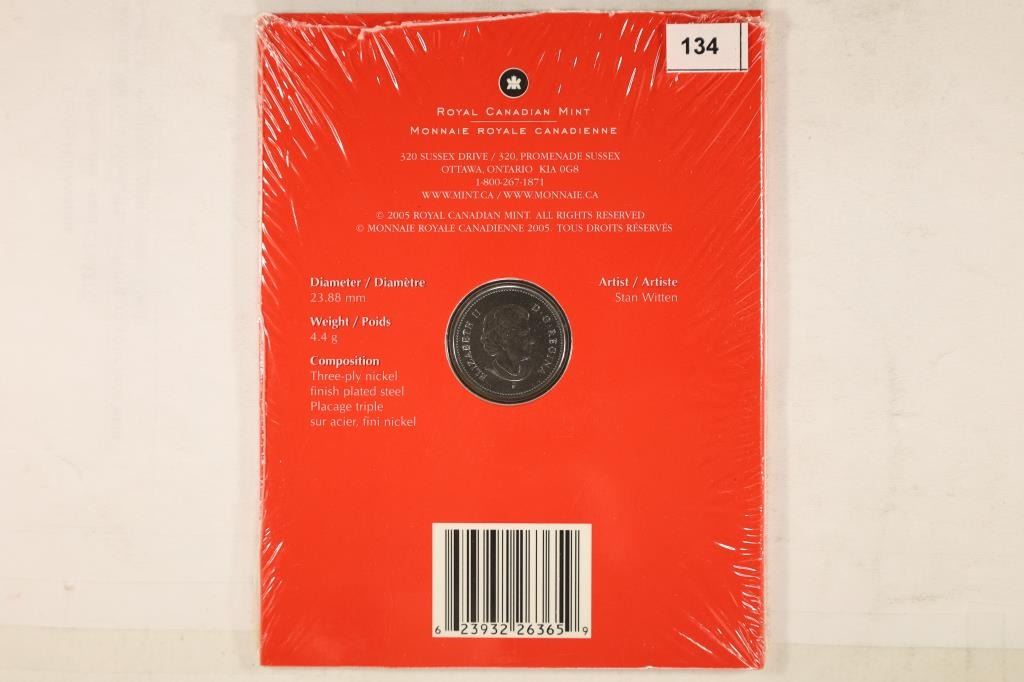 134
ROYAL CANADIAN MINT
MONNAIE ROYALE CANADIENNE
320 SUSSEX DRIVE / 320, PROMENADE SUSSEX
OTTAWA, ONTARIO K1A 0G8
1-800-267-1871
WWW.MINT.CA / WWW.MONNAIE.CA
© 2005 ROYAL CANADIAN MINT. ALL RIGHTS RESERVED
© MONNAIE ROYALE CANADIENNE 2005. TOUS DROITS RÉSERVÉS
Diameter / Diamètre
23.88 mm
Weight / Poids
4.4 g
Composition
Three-ply nickel
finish plated steel
Placage triple
sur acier, fini nickel
ELIZABETH II D·G·REGINA
P
Artist / Artiste
Stan Witten
6 23932 26365 9